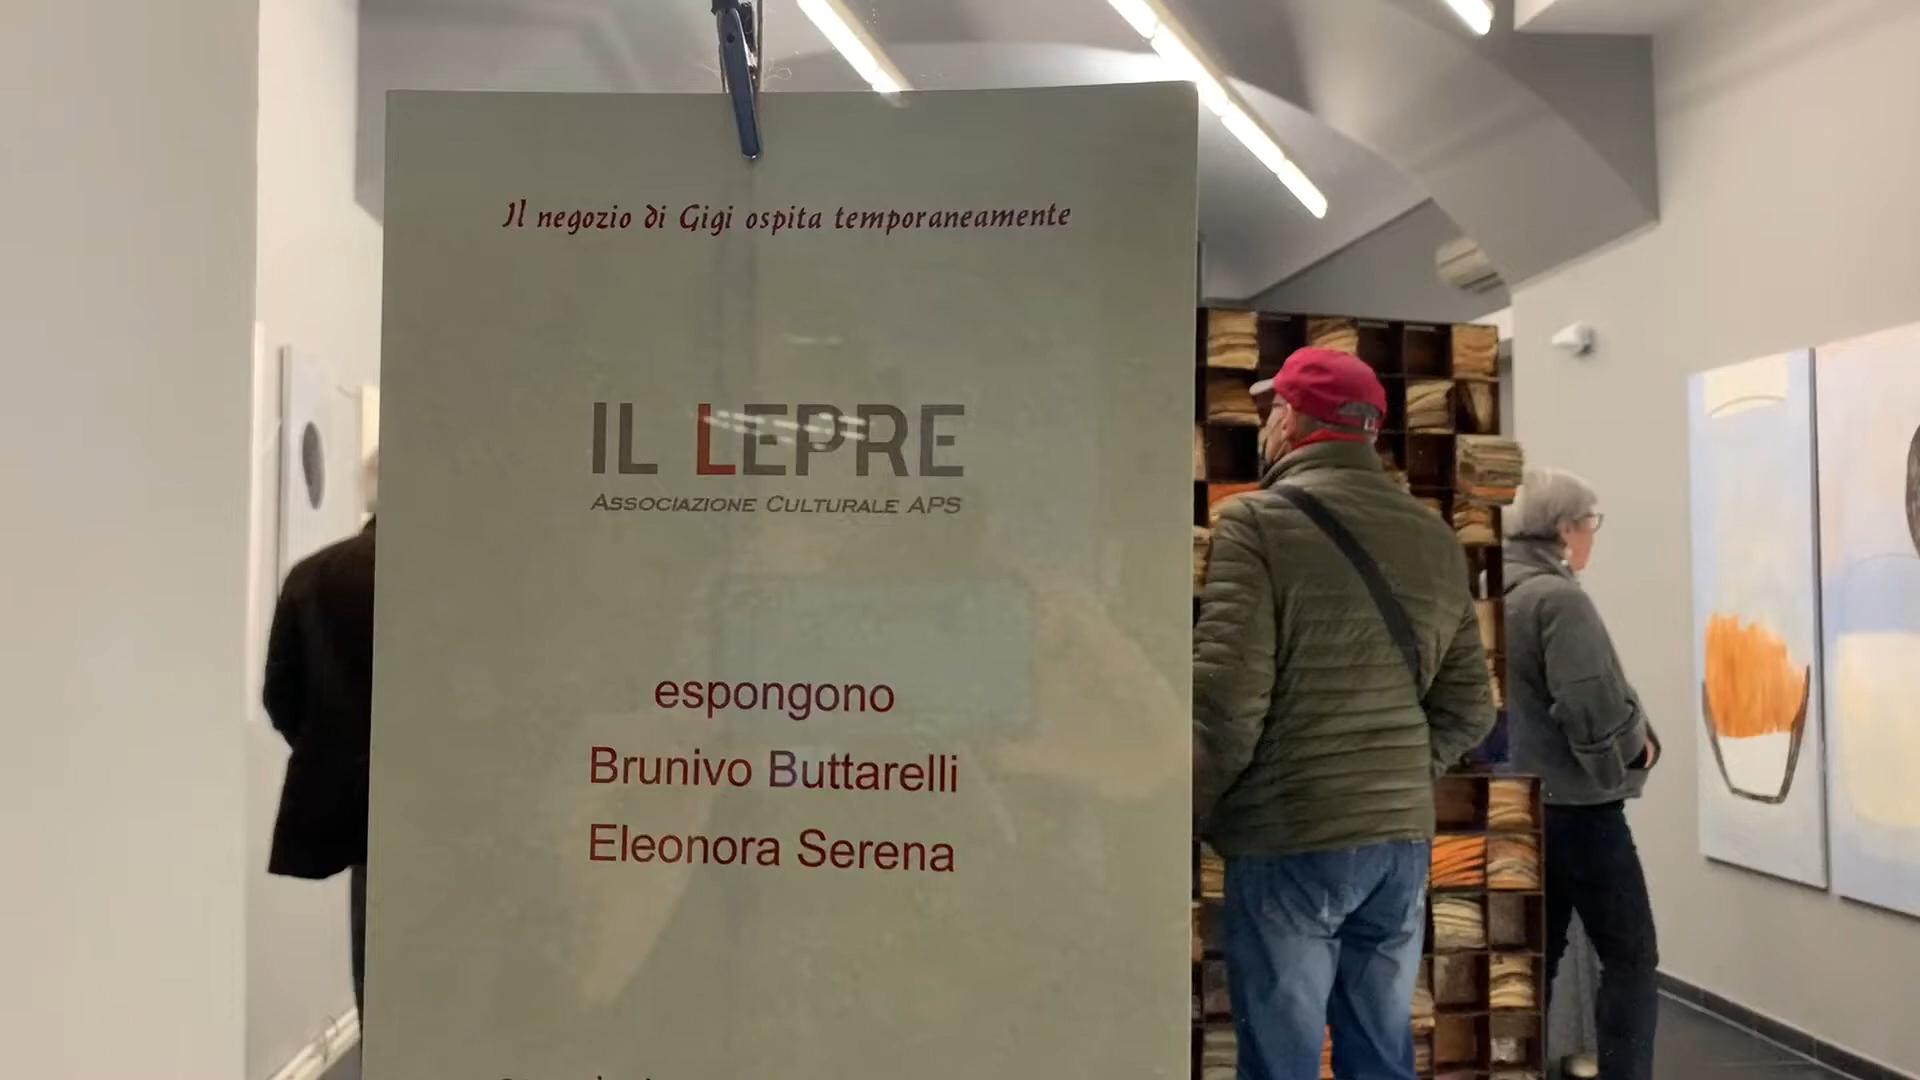 Il negozio di Gigi ospita temporaneamente
IL LEPRE
ASSOCIAZIONE CULTURALE APS
espongono
Brunivo Buttarelli
Eleonora Serena